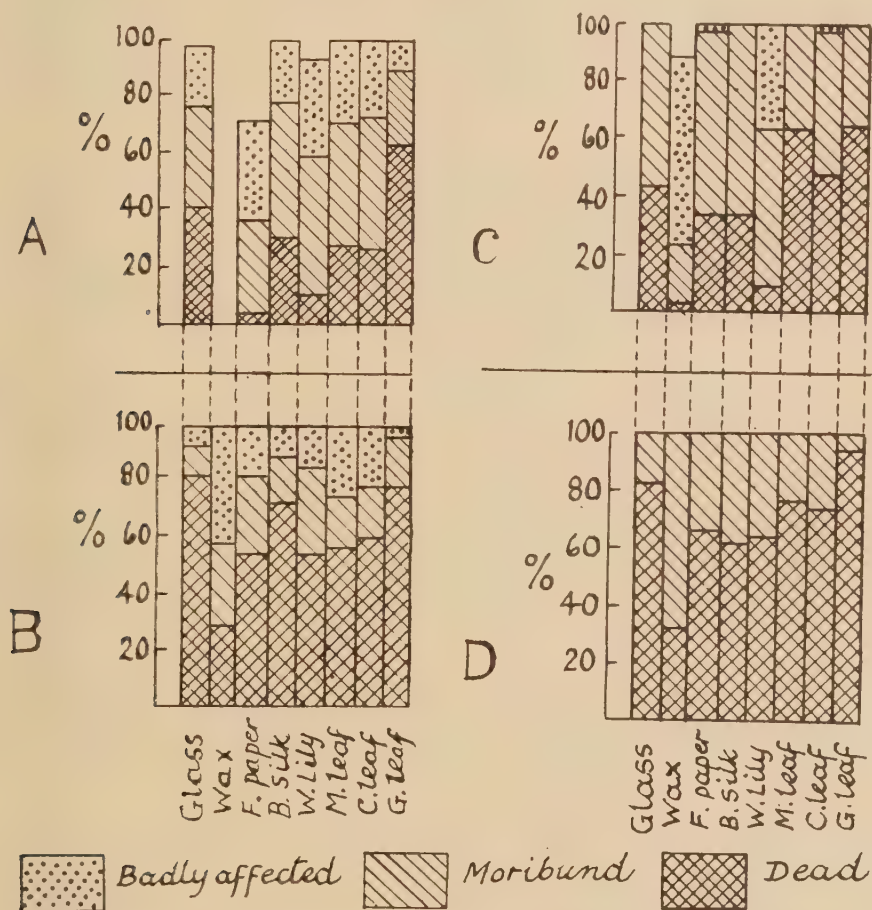 100
80
%
60
40
20
A
100
80
%
60
40
20
C
100
80
%
60
40
20
B
100
80
%
60
40
20
D
Glass
Wax
F. paper
B. Silk
W. Lily
M. leaf
C. leaf
G. leaf
Glass
Wax
F. paper
B. silk
W. Lily
M. leaf
C. leaf
G. leaf
Badly affected Moribund Dead